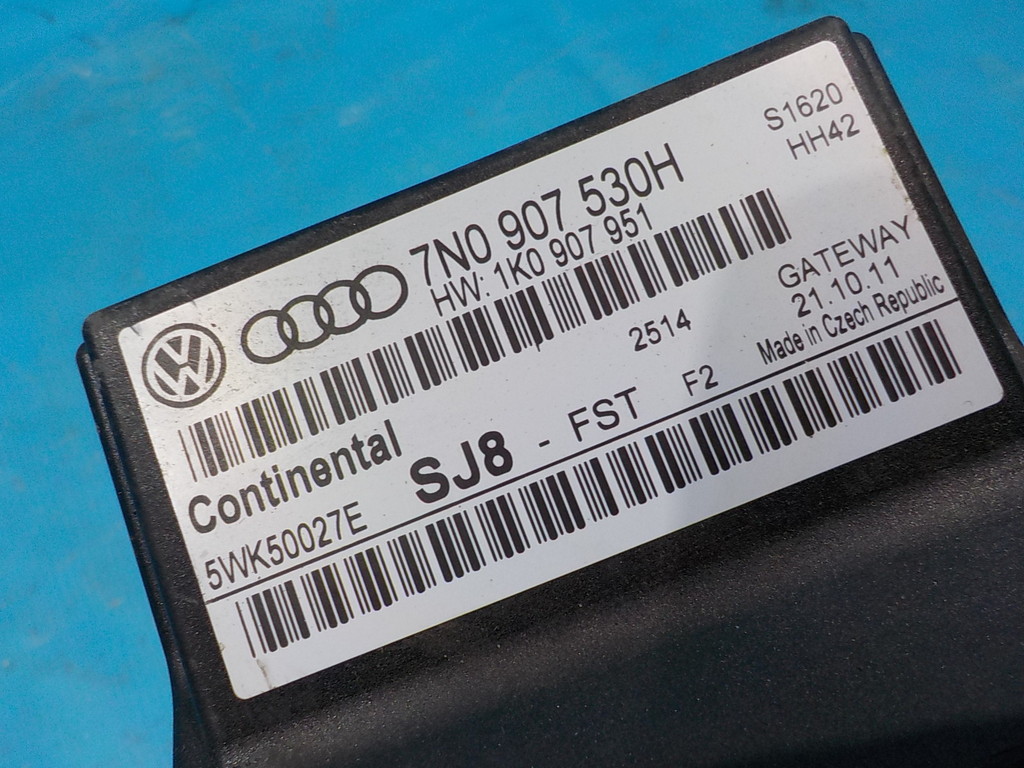 S1620
HH42
7N0 907 530H
HW: 1K0 907 951
GATEWAY
2514 21.10.11
Continental SJ8 - FST F2 Made in Czech Republic
5WK50027E